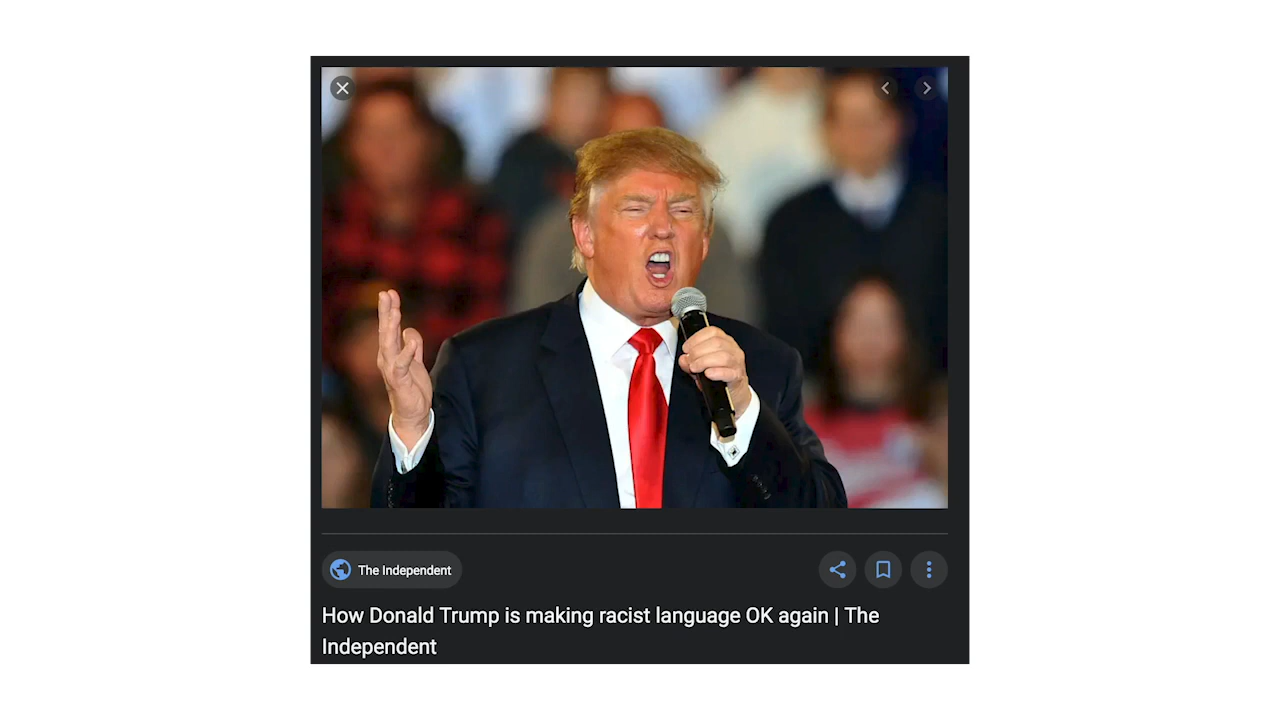 The Independent
How Donald Trump is making racist language OK again | The
Independent